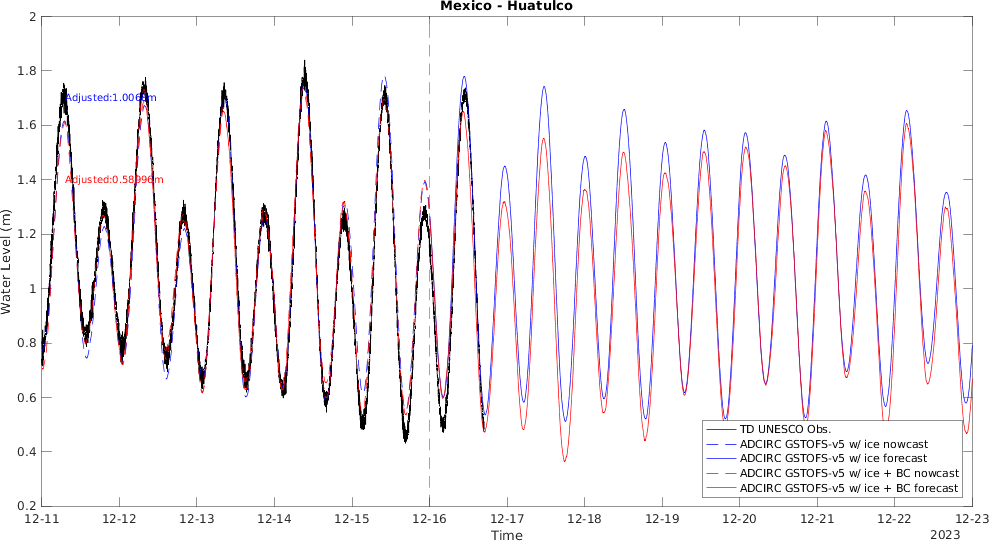 Mexico - Huatulco
2
1.8
1.6
1.4
1.2
1
0.8
0.6
0.4
0.2
Water Level (m)
Adjusted:1.006
Adjusted:0.58996m
TD UNESCO Obs.
ADCIRC GSTOFS-v5 w/ ice nowcast
ADCIRC GSTOFS-v5 w/ ice forecast
ADCIRC GSTOFS-v5 w/ ice + BC nowcast
ADCIRC GSTOFS-v5 w/ ice + BC forecast
12-11 12-12 12-13 12-14 12-15 12-16 12-17 12-18 12-19 12-20 12-21 12-22 12-23
Time
2023